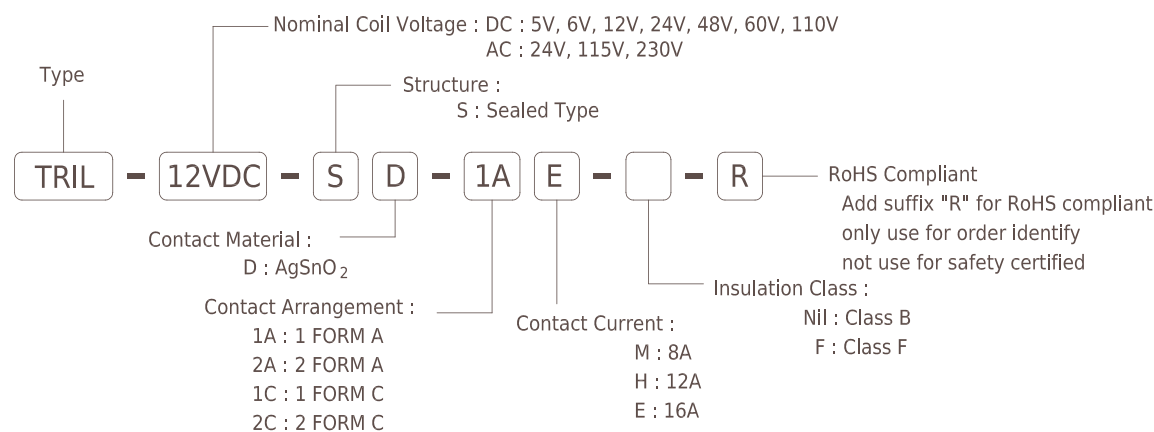 Nominal Coil Voltage : DC : 5V, 6V, 12V, 24V, 48V, 60V, 110V
AC : 24V, 115V, 230V
Type
Structure :
S : Sealed Type
TRIL - 12VDC - S D - 1A E - - R
RoHS Compliant
Add suffix "R" for RoHS compliant
only use for order identify
not use for safety certified
Contact Material :
D : AgSnO2
Contact Arrangement :
1A : 1 FORM A
2A : 2 FORM A
1C : 1 FORM C
2C : 2 FORM C
Contact Current :
M : 8A
H : 12A
E : 16A
Insulation Class :
Nil : Class B
F : Class F